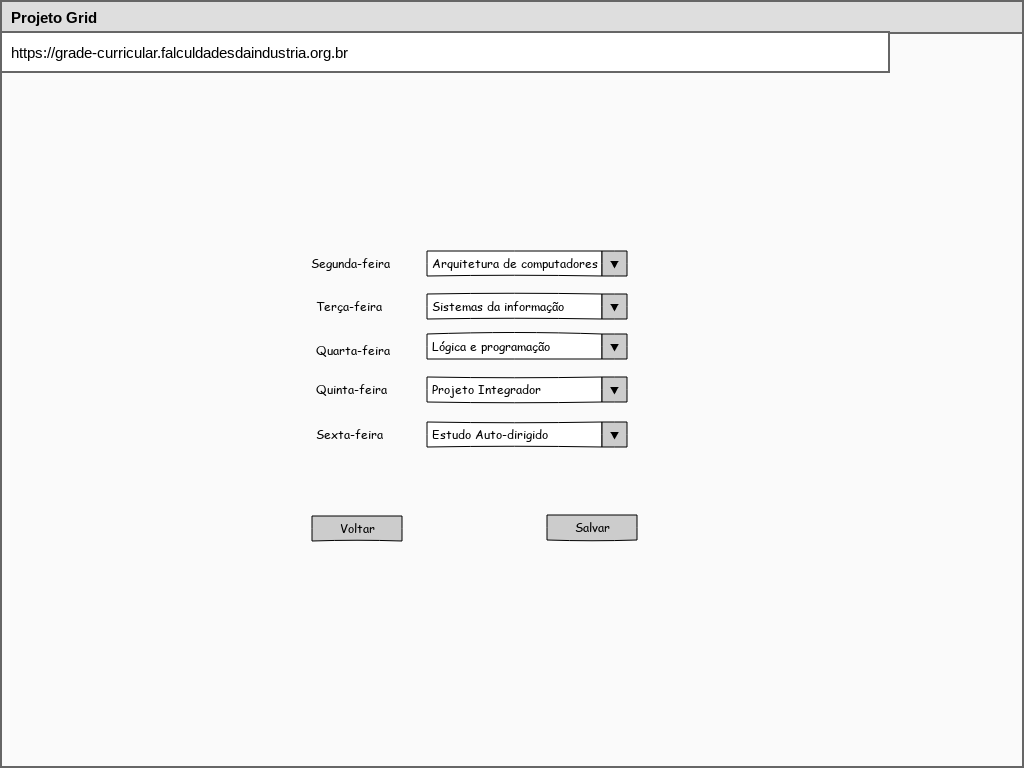 Projeto Grid
https://grade-curricular.falculdadesdaindustria.org.br
Segunda-feira Arquitetura de computadores
Terça-feira Sistemas da informação
Quarta-feira Lógica e programação
Quinta-feira Projeto Integrador
Sexta-feira Estudo Auto-dirigido
Voltar Salvar